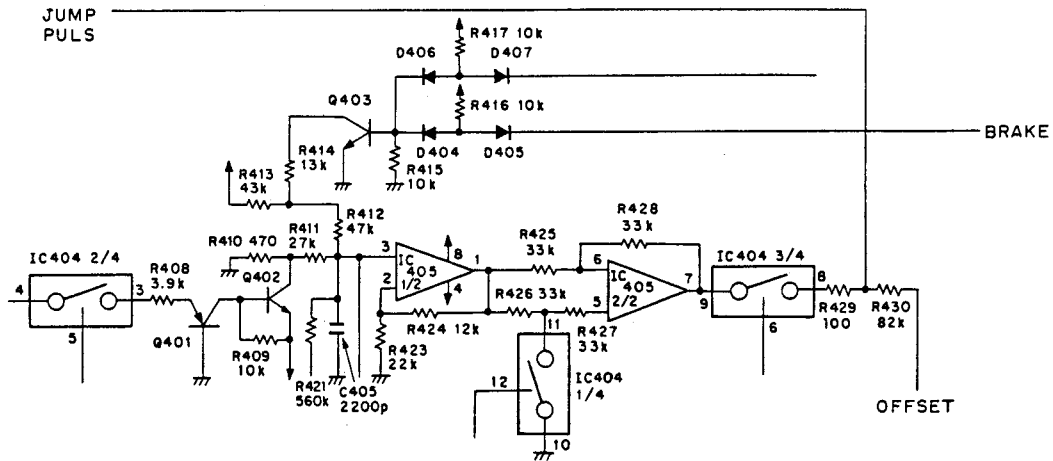 JUMP
PULS
R417 10k
D406
D407
Q403
R416 10k
BRAKE
D404
D405
R414
13k
R415
10k
R413
43k
R412
47k
R428
33k
R410 470
R411
27k
R425
33k
IC404 2/4
3
8
1
6
7
IC404 3/4
8
R408
3.9k
Q402
IC
405
1/2
IC
405
2/2
4
3
2
4
R426 33k
5
9
R424 12k
R429
100
R430
82k
5
Q401
R409
10k
R423
22k
11
R427
33k
6
R421
560k
C405
2200p
12
IC404
1/4
10
OFFSET